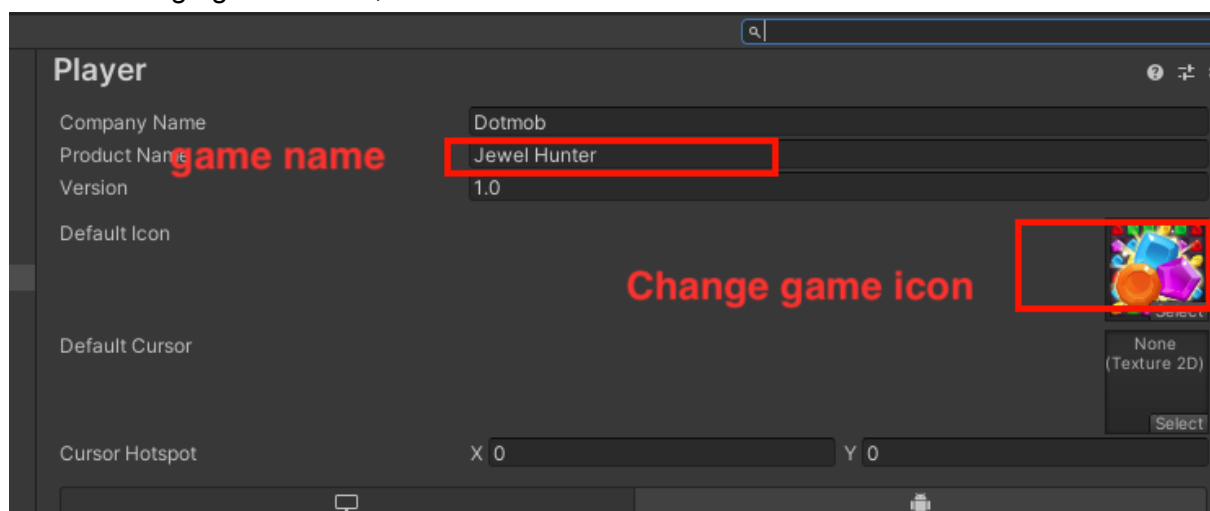 Player
Company Name Dotmob
Product Name game name Jewel Hunter
Version 1.0
Default Icon
Change game icon
Select
Default Cursor None
(Texture 2D)
Select
Cursor Hotspot X 0 Y 0